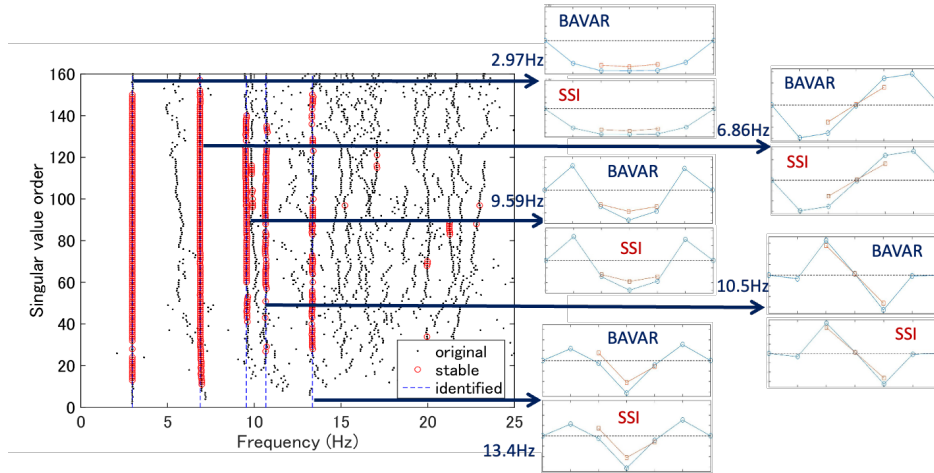 BAVAR
2.97Hz
SSI
BAVAR
6.86Hz
SSI
BAVAR
9.59Hz
SSI
BAVAR
10.5Hz
SSI
BAVAR
SSI
13.4Hz
160
140
120
100
80
60
40
20
0
Singular value order
0 5 10 15 20 25
Frequency (Hz)
original
stable
identified